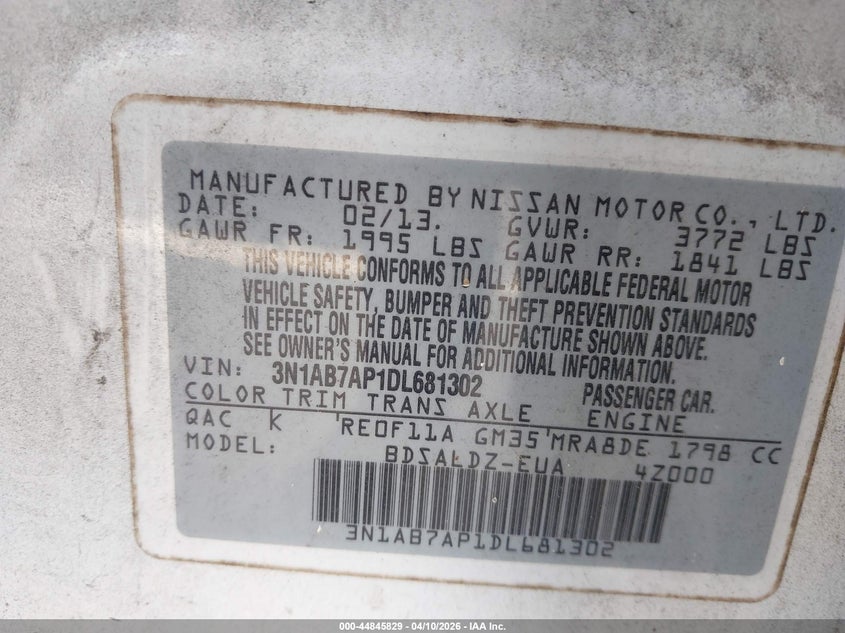 MANUFACTURED BY NISSAN MOTOR CO., LTD.
DATE: 02/13. GVWR: 3772 LBS
GAWR FR: 1995 LBS GAWR RR: 1841 LBS
THIS VEHICLE CONFORMS TO ALL APPLICABLE FEDERAL MOTOR
VEHICLE SAFETY, BUMPER AND THEFT PREVENTION STANDARDS
IN EFFECT ON THE DATE OF MANUFACTURE SHOWN ABOVE.
SEE OWNER'S MANUAL FOR ADDITIONAL INFORMATION.
VIN: 3N1AB7AP1DL681302 PASSENGER CAR.
COLOR TRIM TRANS AXLE ENGINE
QAC K RE0F11A GM35 MRA8DE 1798 CC
MODEL: BDSALDZ-EUA 4Z000
3N1AB7AP1DL681302
000-44845829 - 04/10/2026 - IAA Inc.